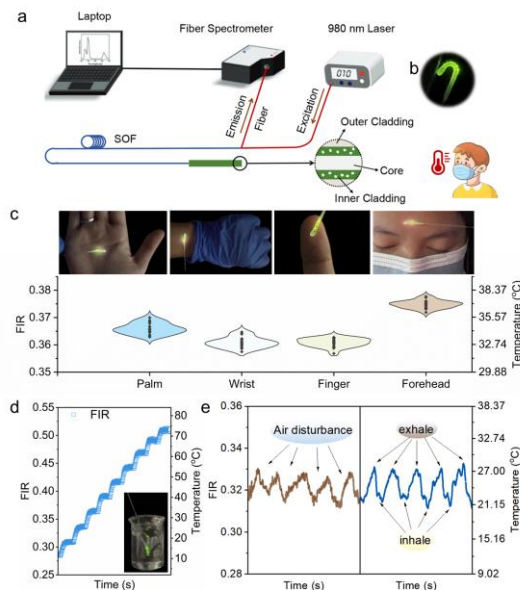 a
Laptop
Fiber Spectrometer
980 nm Laser
010
b
Emission
Fiber
Excitation
SOF
Outer Cladding
Core
Inner Cladding
c
FIR
0.38
0.37
0.36
0.35
38.37
35.57
32.74
29.88
Temperature (°C)
Palm
Wrist
Finger
Forehead
d
FIR
FIR
0.55
0.50
0.45
0.40
0.35
0.30
0.25
80
70
60
50
40
30
20
10
Temperature (°C)
Time (s)
e
FIR
0.36
0.34
0.32
0.30
0.28
Air disturbance
exhale
inhale
38.37
32.74
27.00
21.15
15.16
9.02
Temperature (°C)
Time (s)
Time (s)